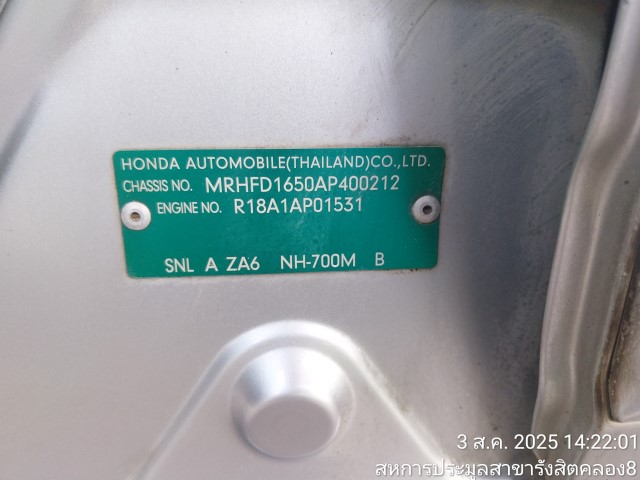 HONDA AUTOMOBILE(THAILAND)CO.,LTD.
CHASSIS NO. MRHFD1650AP400212
ENGINE NO. R18A1AP01531
SNL A ZA6 NH-700M B
3 ส.ค. 2025 14:22:01
สหการประมูลสาขารังสิตคลอง8